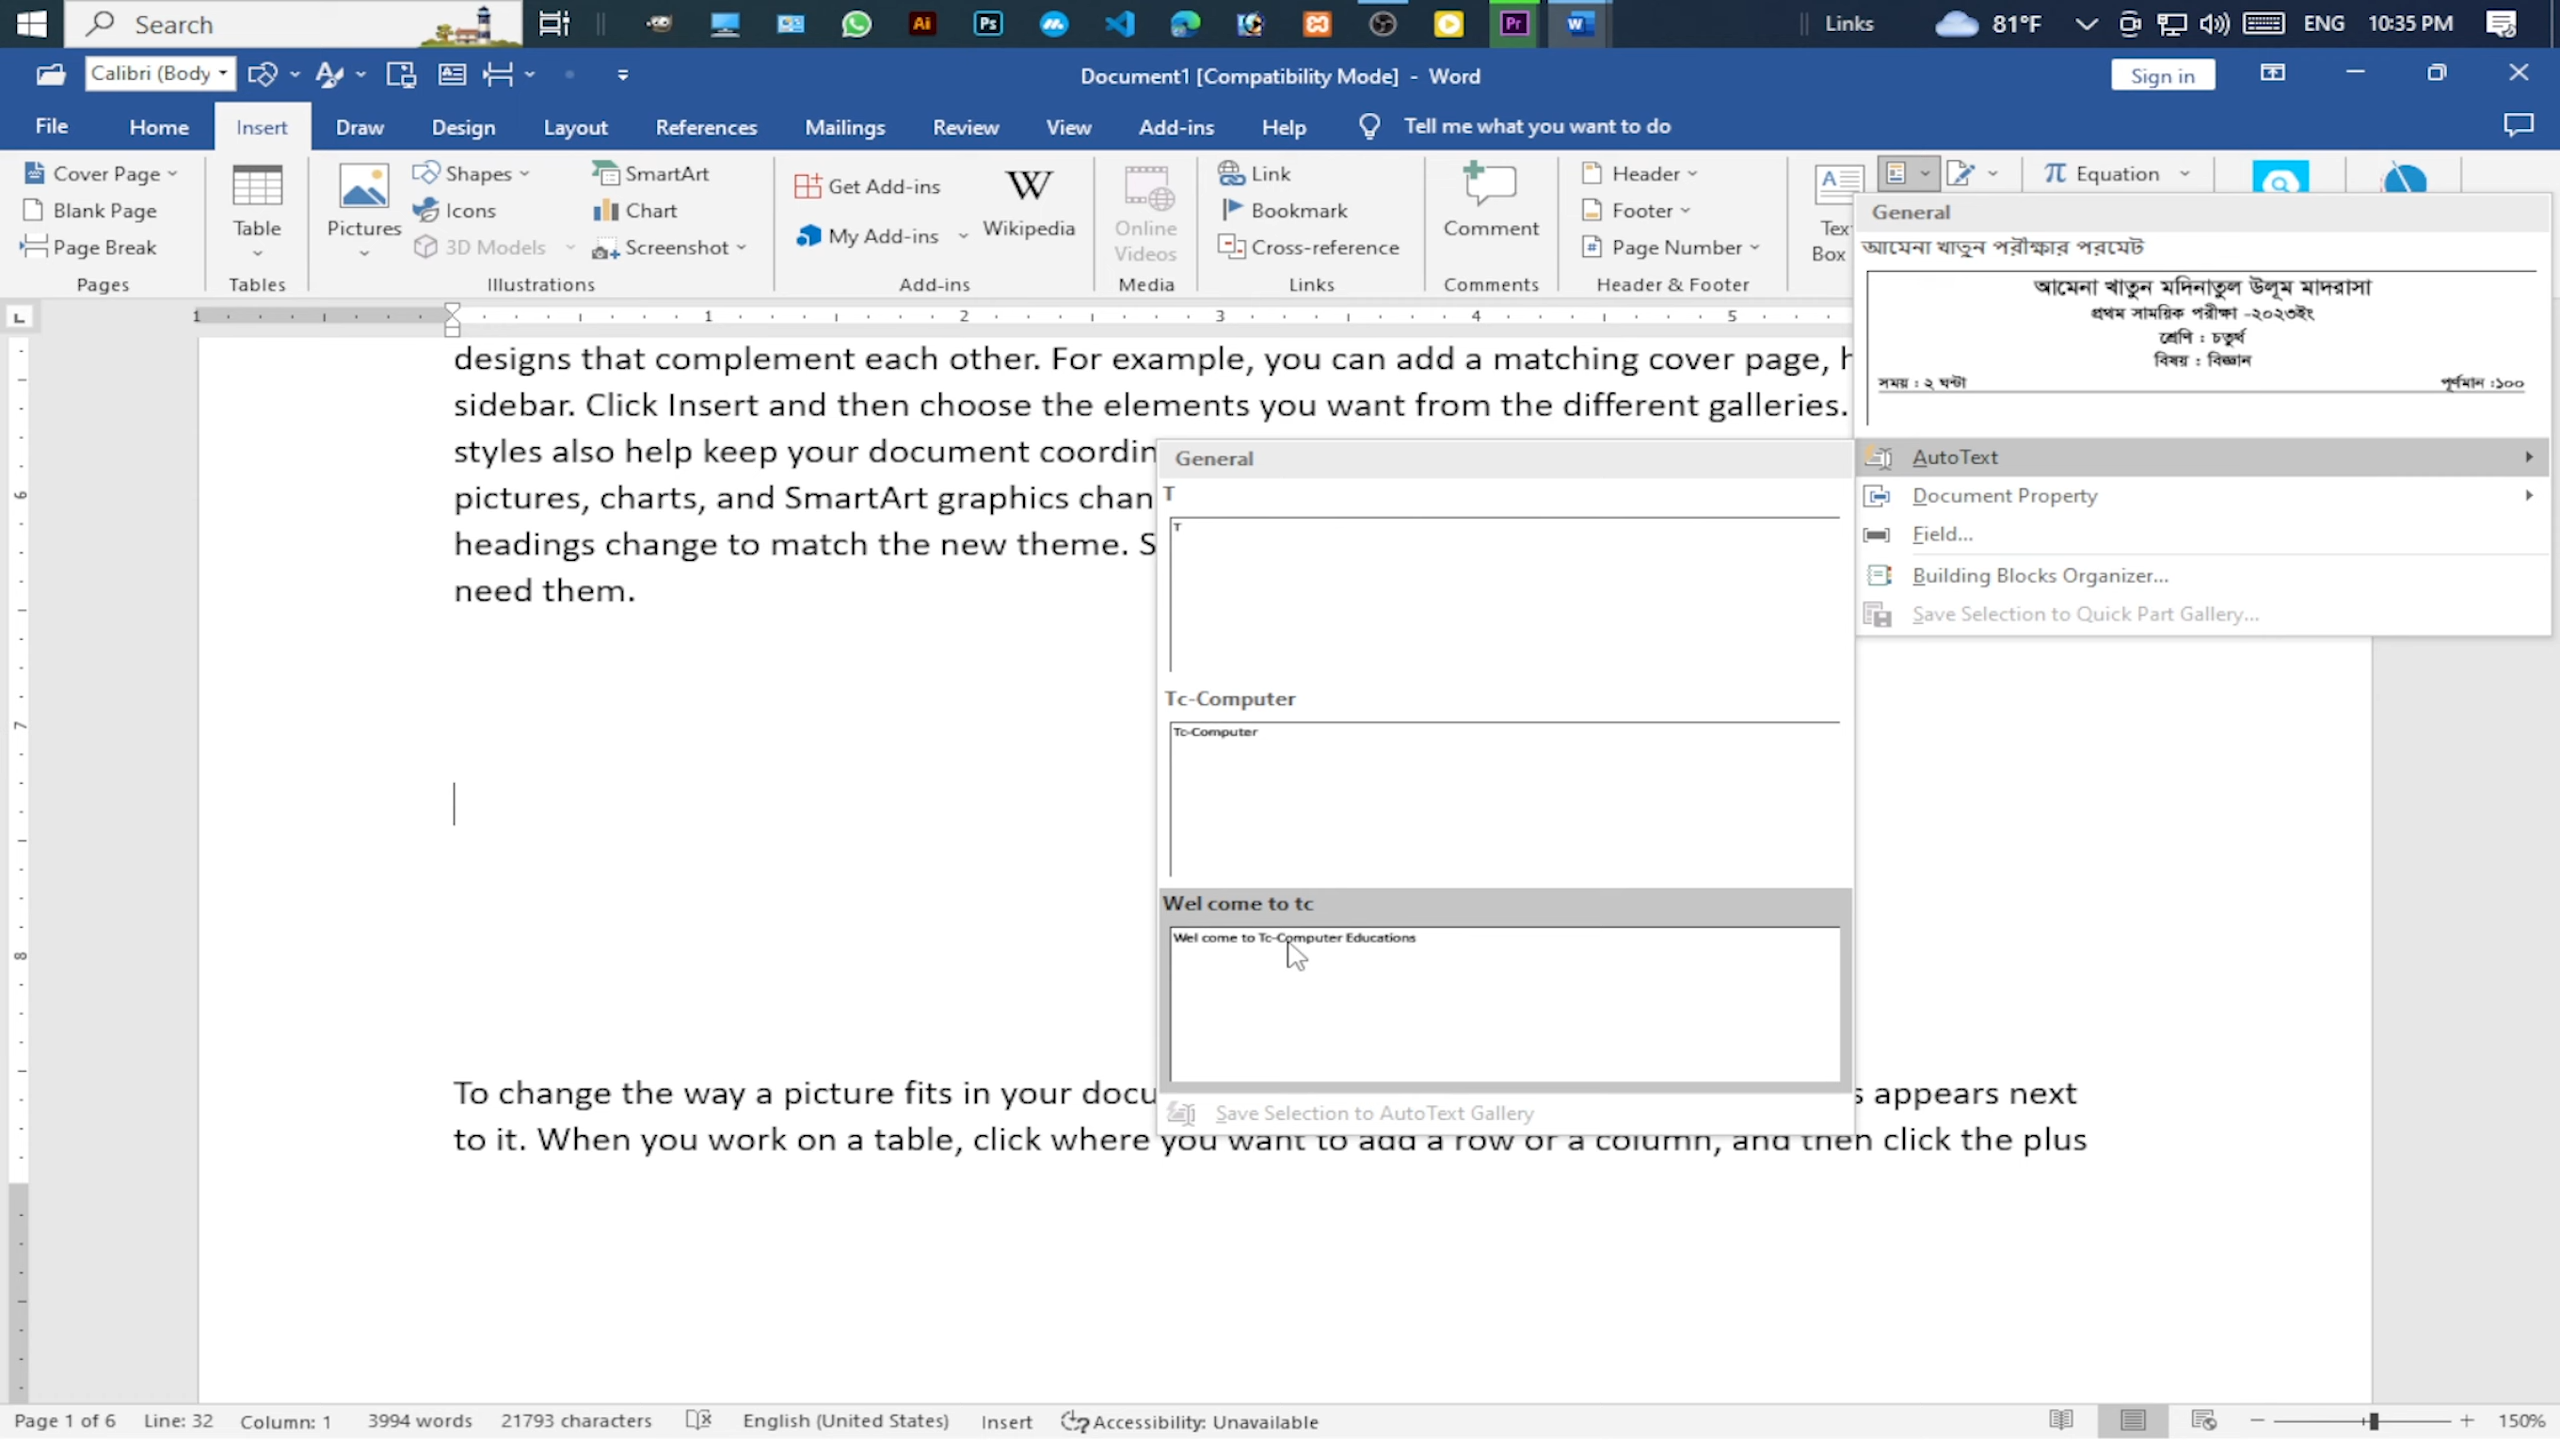 Search
Links
81°F
ENG
10:35 PM
Calibri (Body
Document1 [Compatibility Mode] - Word
Sign in
File
Home
Insert
Draw
Design
Layout
References
Mailings
Review
View
Add-ins
Help
Tell me what you want to do
Cover Page
Blank Page
Page Break
Pages
Table
Tables
Pictures
Shapes
Icons
3D Models
SmartArt
Chart
Screenshot
Illustrations
Get Add-ins
My Add-ins
Wikipedia
Add-ins
Online
Videos
Media
Link
Bookmark
Cross-reference
Links
Comment
Comments
Header
Footer
Page Number
Header & Footer
Box
Equation
General
আমেনা খাতুন পরীক্ষার পরমেট
আমেনা খাতুন মদিনাতুল উলূম মাদরাসা
প্রথম সাময়িক পরীক্ষা -২০২৩ইং
শ্রেণি : চতুর্থ
বিষয় : বিজ্ঞান
সময় : ২ ঘন্টা
পূর্ণমান :১০০
AutoText
Document Property
Field...
Building Blocks Organizer...
Save Selection to Quick Part Gallery...
General
T
T
Tc-Computer
Tc-Computer
Wel come to tc
Wel come to Tc-Computer Educations
Save Selection to AutoText Gallery
1 1 2 3 4 5
6
7
8
designs that complement each other. For example, you can add a matching cover page,
sidebar. Click Insert and then choose the elements you want from the different galleries.
styles also help keep your document coordin
pictures, charts, and SmartArt graphics chan
headings change to match the new theme. S
need them.
To change the way a picture fits in your docu s appears next
to it. When you work on a table, click where you want to add a row or a column, and then click the plus
Page 1 of 6
Line: 32
Column: 1
3994 words
21793 characters
English (United States)
Insert
Accessibility: Unavailable
150%